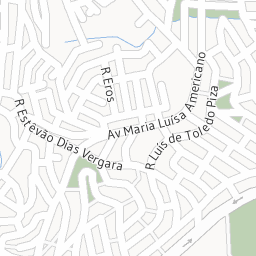 R Eros
Av.Maria Luísa Americano
R Estêvão Dias Vergara
R Luís de Toledo Piza